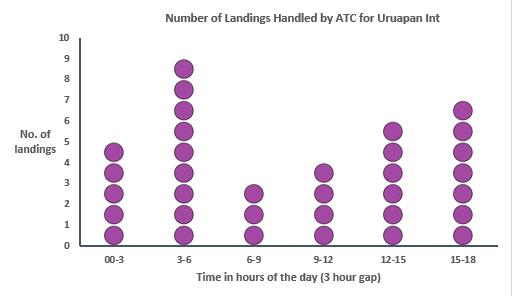 Number of Landings Handled by ATC for Uruapan Int
10
9
8
7
6
5
4
3
2
1
0
No. of
landings
00-3 3-6 6-9 9-12 12-15 15-18
Time in hours of the day (3 hour gap)